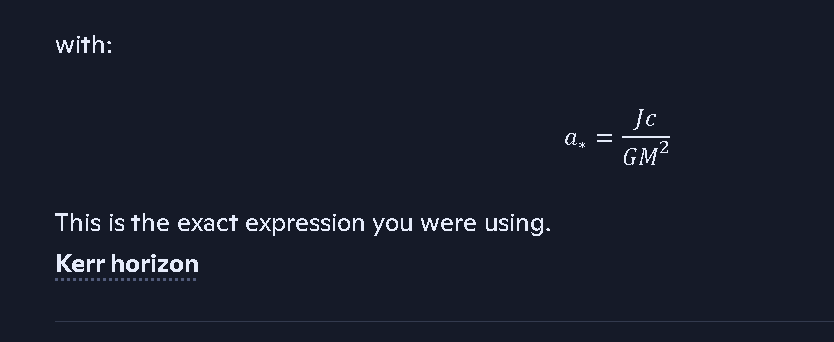 with:
a* = Jc / GM²
This is the exact expression you were using.
Kerr horizon